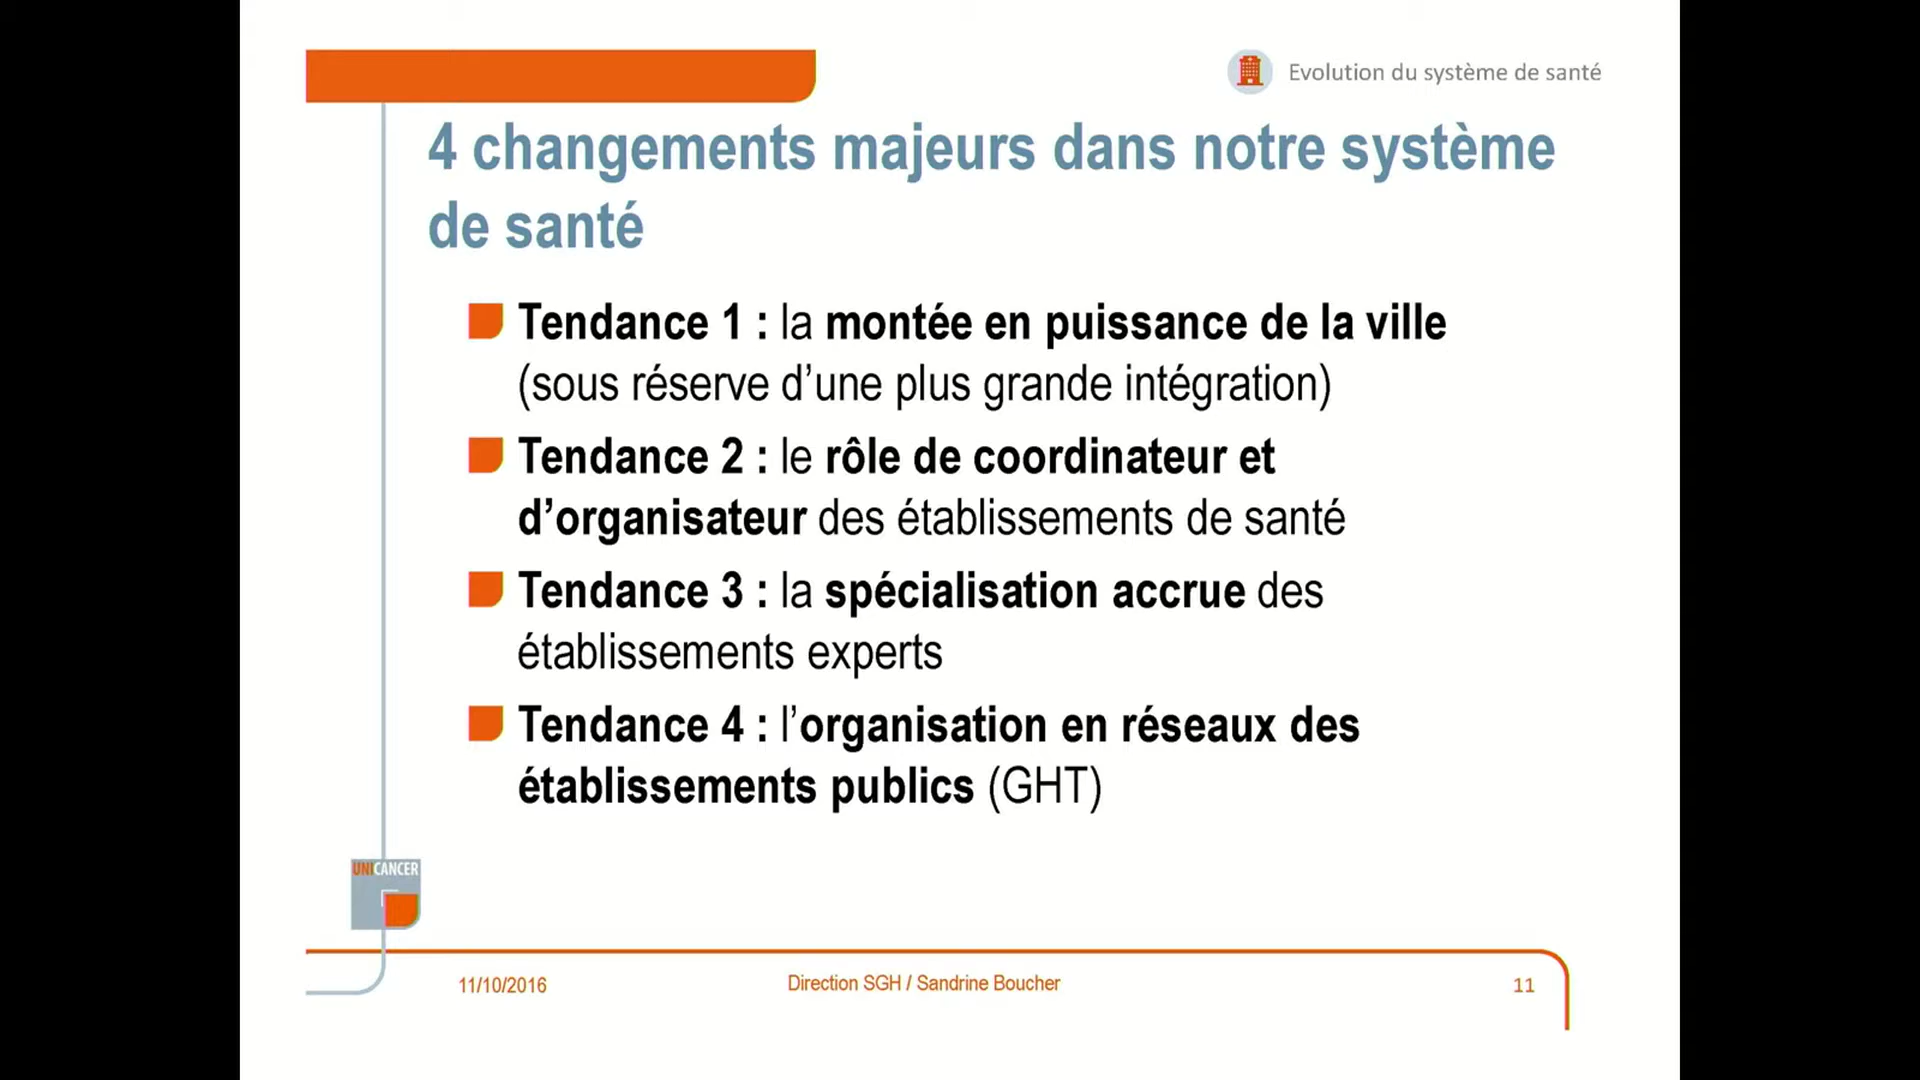 Evolution du système de santé
4 changements majeurs dans notre système
de santé
Tendance 1 : la montée en puissance de la ville
(sous réserve d’une plus grande intégration)
Tendance 2 : le rôle de coordinateur et
d’organisateur des établissements de santé
Tendance 3 : la spécialisation accrue des
établissements experts
Tendance 4 : l’organisation en réseaux des
établissements publics (GHT)
UNICANCER
11/10/2016
Direction SGH / Sandrine Boucher
11